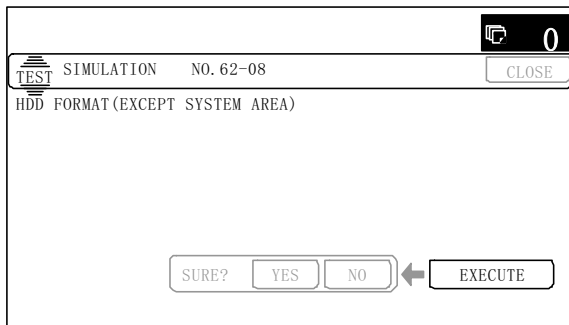 0
TEST SIMULATION NO.62-08 CLOSE
HDD FORMAT(EXCEPT SYSTEM AREA)
SURE? YES NO EXECUTE